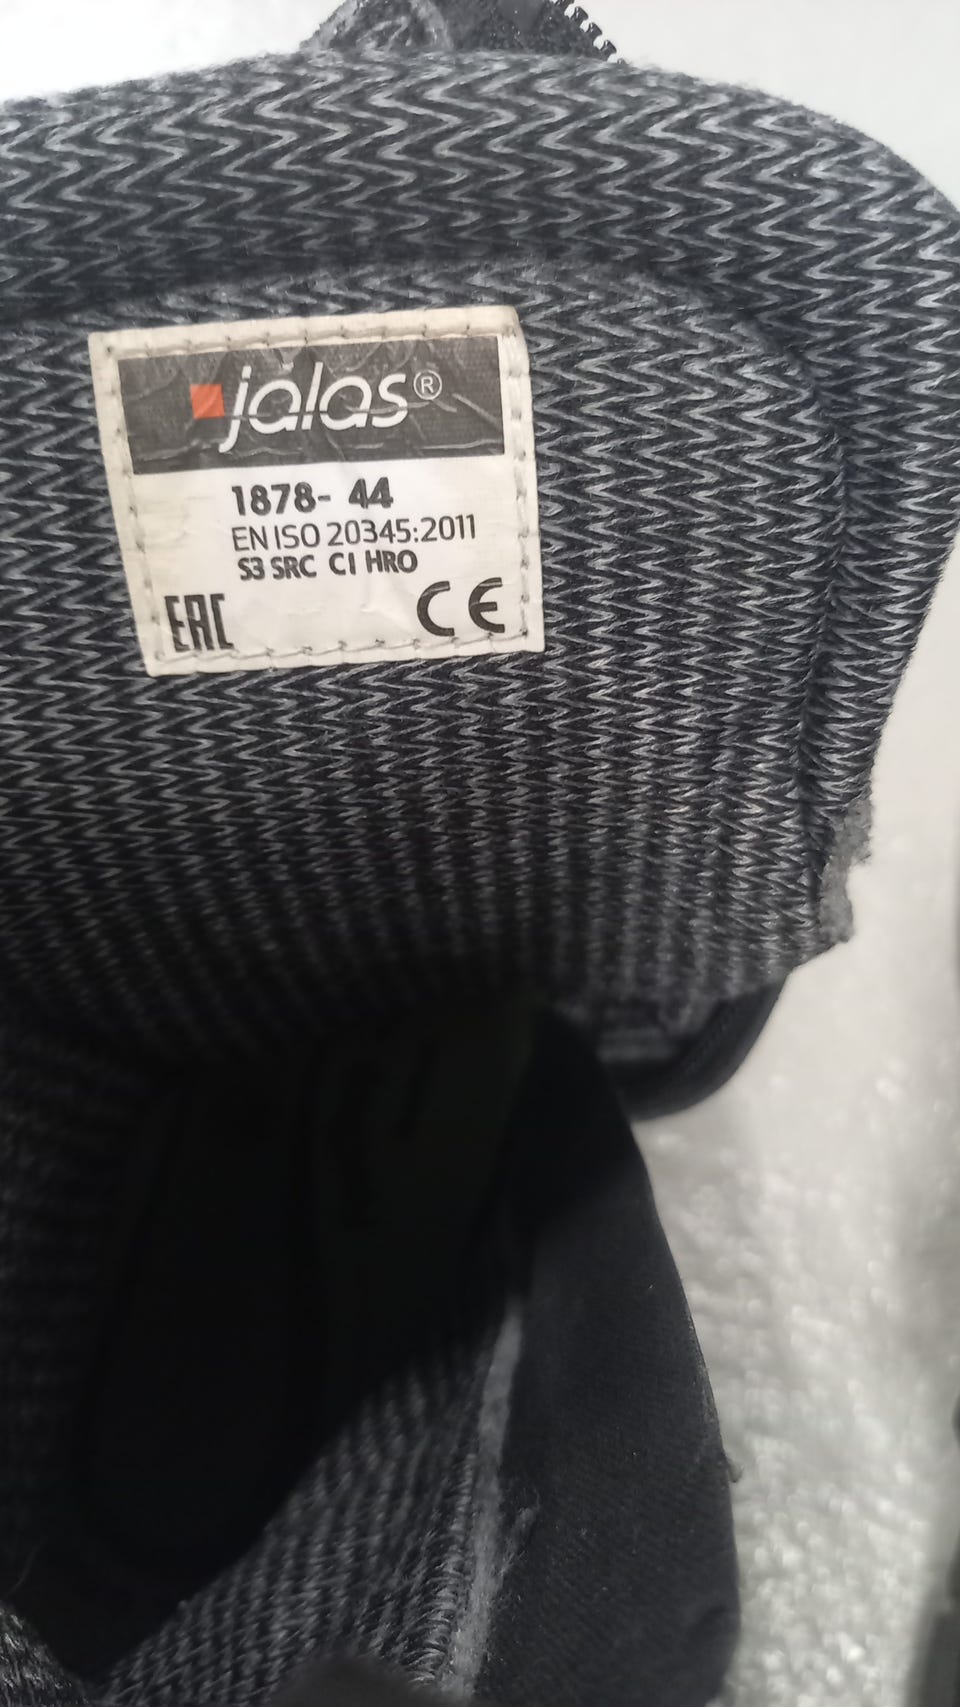 jalas®
1878- 44
EN ISO 20345:2011
S3 SRC CI HRO
EAC CE